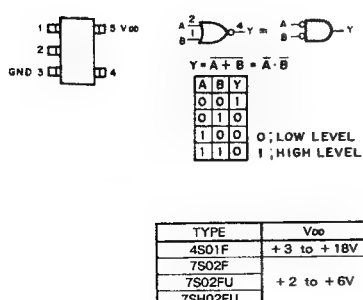 1 5 VDD
2
GND 3 4
A 2 4 Y = A Y
B 1 B
Y = A + B = A · B
A B Y
0 0 1
0 1 0
1 0 0 0 ; LOW LEVEL
1 1 0 1 ; HIGH LEVEL
TYPE VDD
4S01F +3 to +18V
7S02F
7S02FU +2 to +6V
7SH02FU